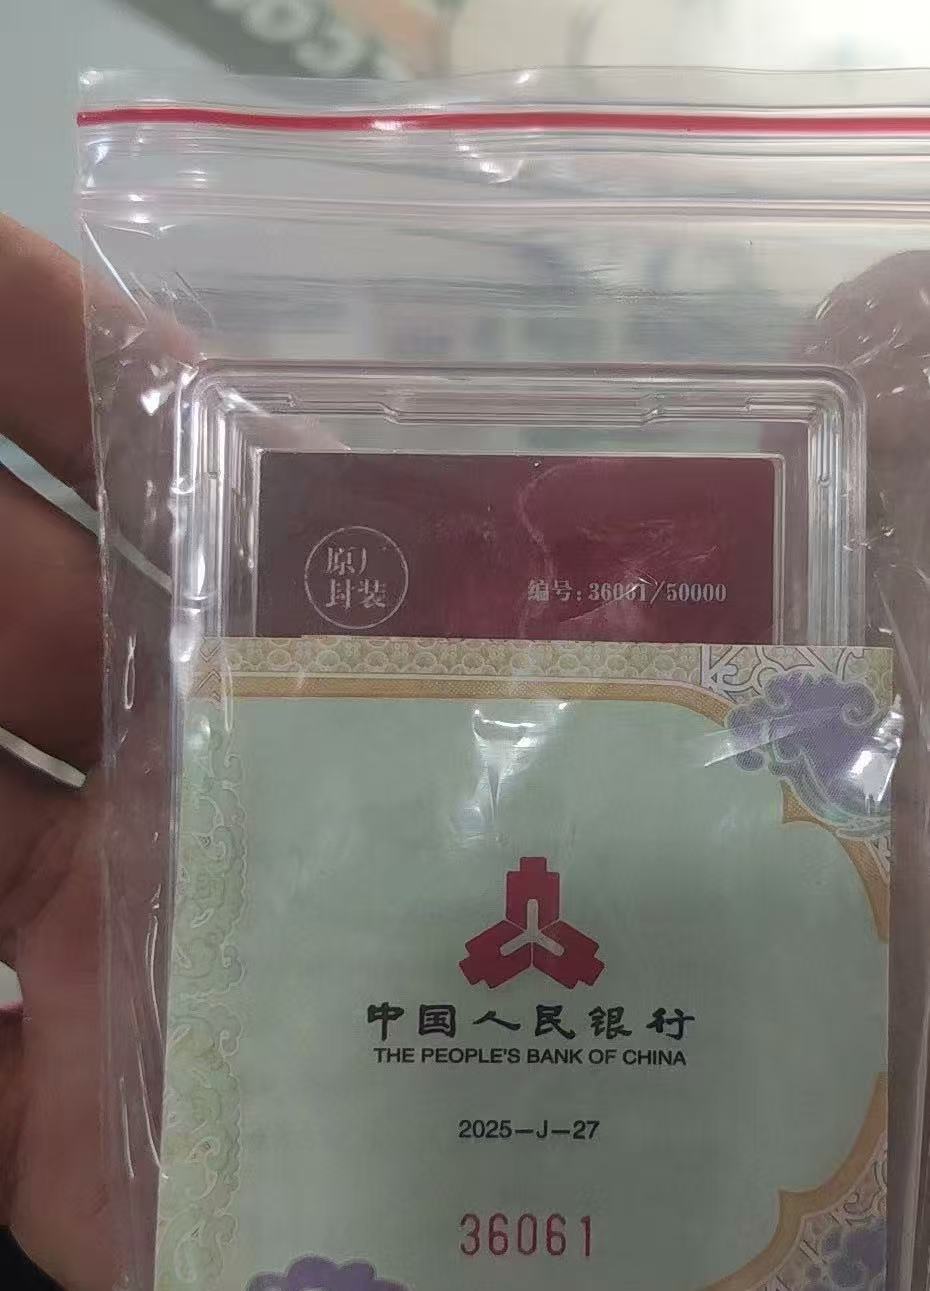 原厂
封装
编号: 36001/50000
中国人民银行
THE PEOPLE'S BANK OF CHINA
2025-J-27
36061